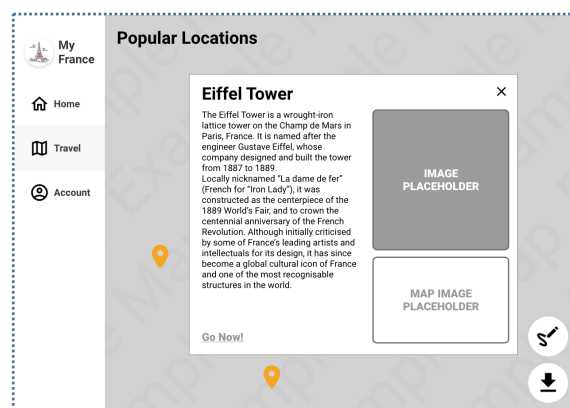 My
France
Popular Locations
Home
Travel
Account
Eiffel Tower
The Eiffel Tower is a wrought-iron
lattice tower on the Champ de Mars in
Paris, France. It is named after the
engineer Gustave Eiffel, whose
company designed and built the tower
from 1887 to 1889.
Locally nicknamed “La dame de fer”
(French for “Iron Lady”), it was
constructed as the centerpiece of the
1889 World’s Fair, and to crown the
centennial anniversary of the French
Revolution. Although initially criticised
by some of France’s leading artists and
intellectuals for its design, it has since
become a global cultural icon of France
and one of the most recognisable
structures in the world.
Go Now!
IMAGE
PLACEHOLDER
MAP IMAGE
PLACEHOLDER